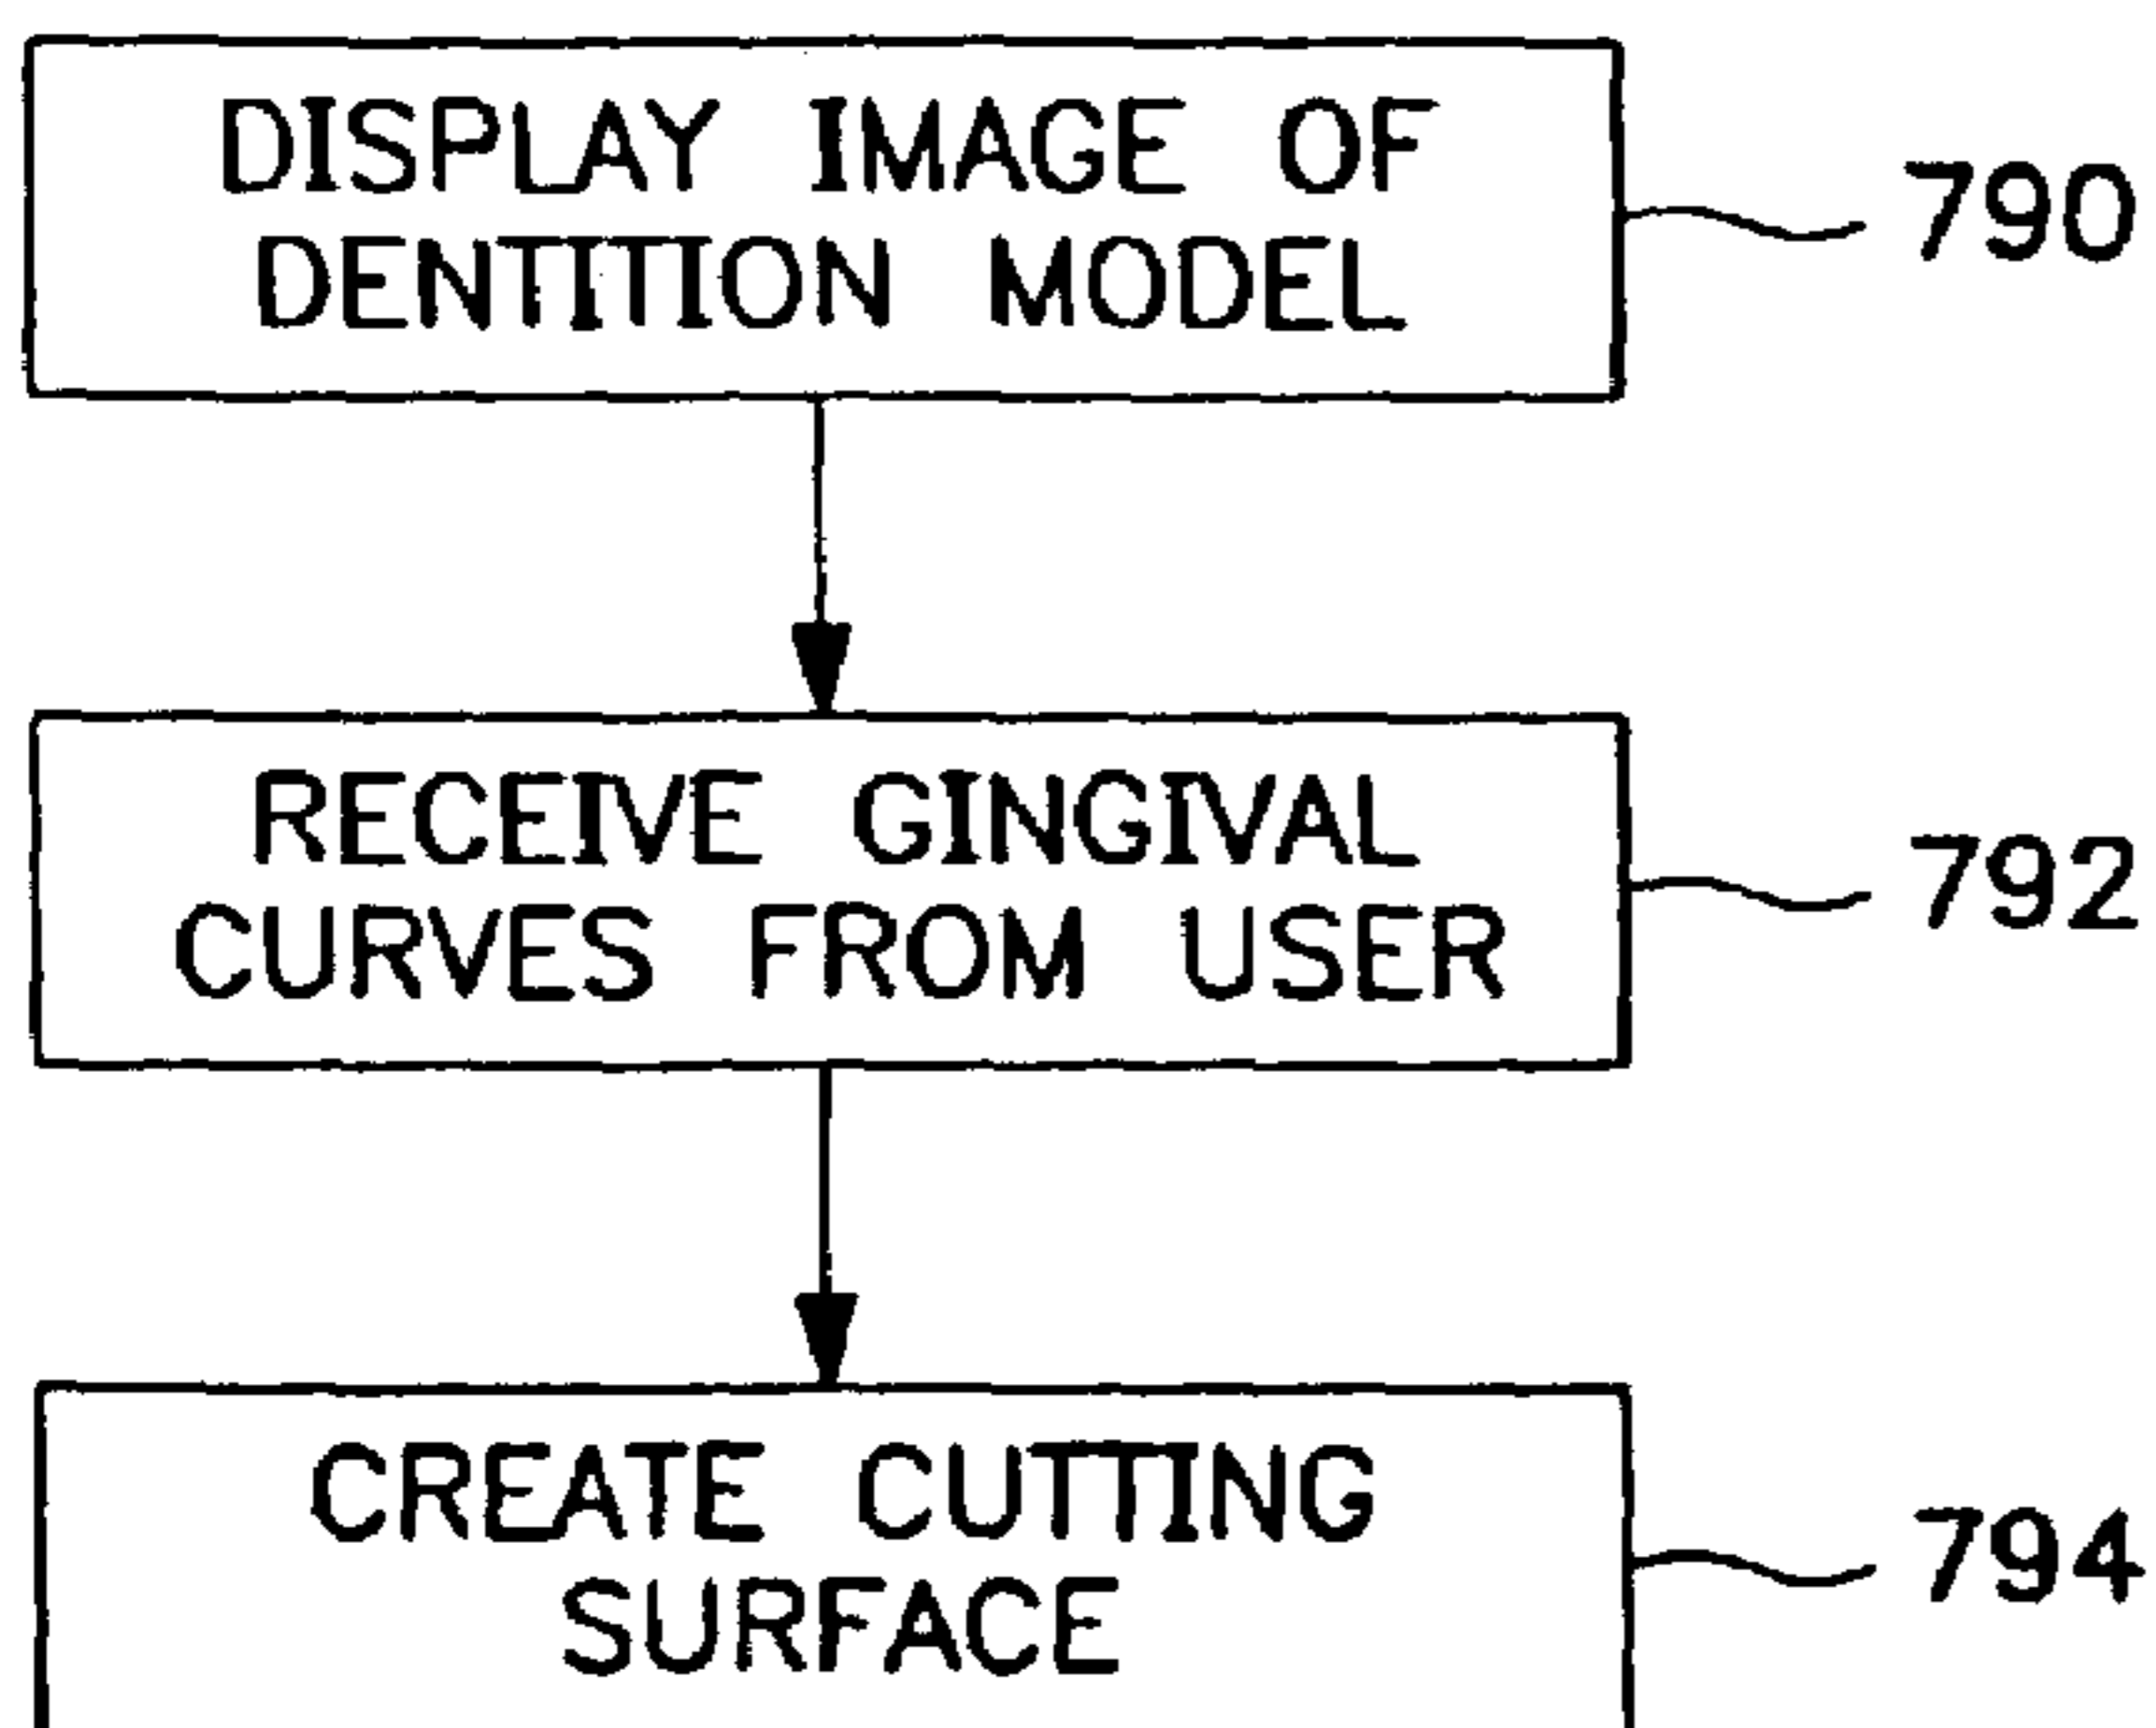 DISPLAY IMAGE OF
DENTITION MODEL
790
RECEIVE GINGIVAL
CURVES FROM USER
792
CREATE CUTTING
SURFACE
794